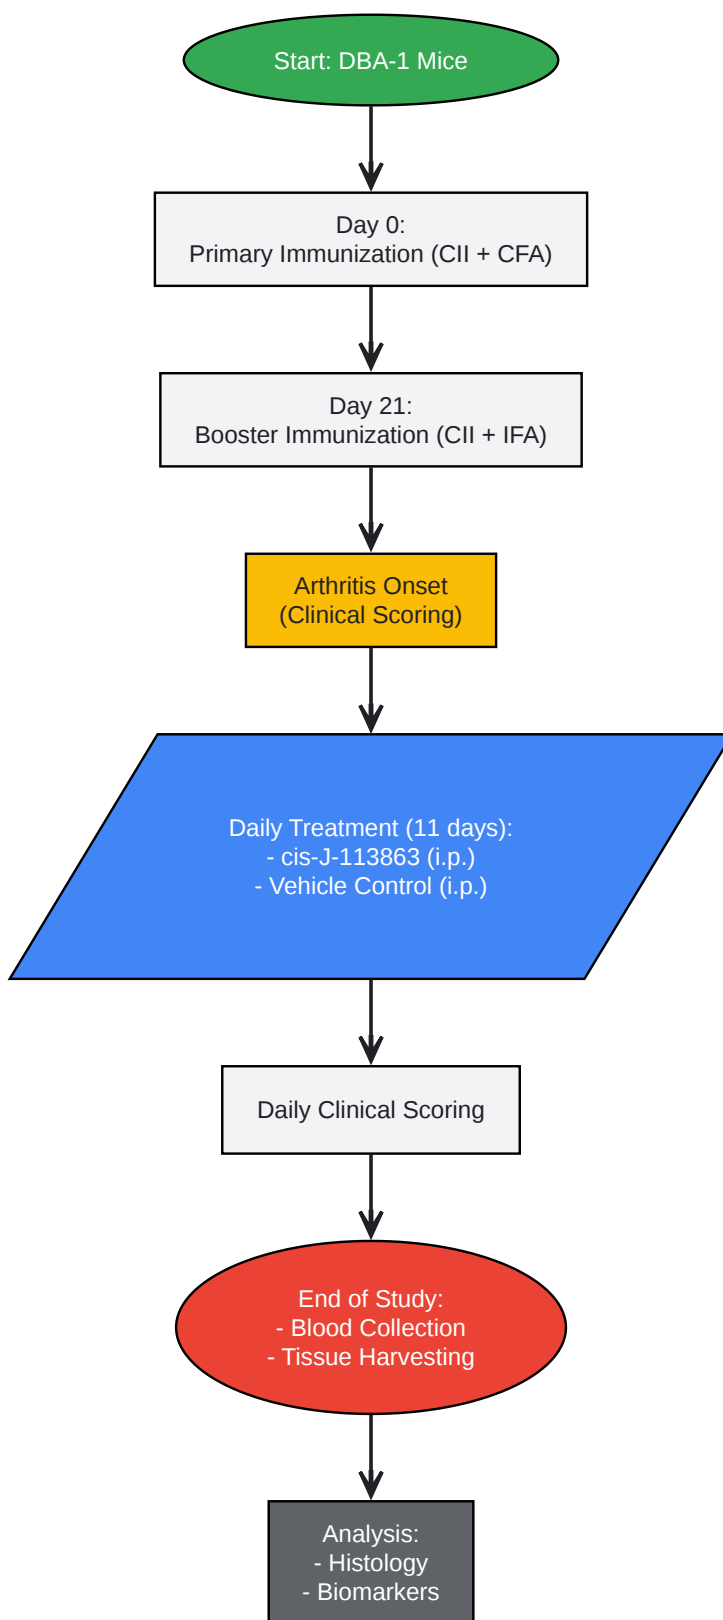 Start: DBA-1 Mice
Day 0:
Primary Immunization (CII + CFA)
Day 21:
Booster Immunization (CII + IFA)
Arthritis Onset
(Clinical Scoring)
Daily Treatment (11 days):
- cis-J-113863 (i.p.)
- Vehicle Control (i.p.)
Daily Clinical Scoring
End of Study:
- Blood Collection
- Tissue Harvesting
Analysis:
- Histology
- Biomarkers